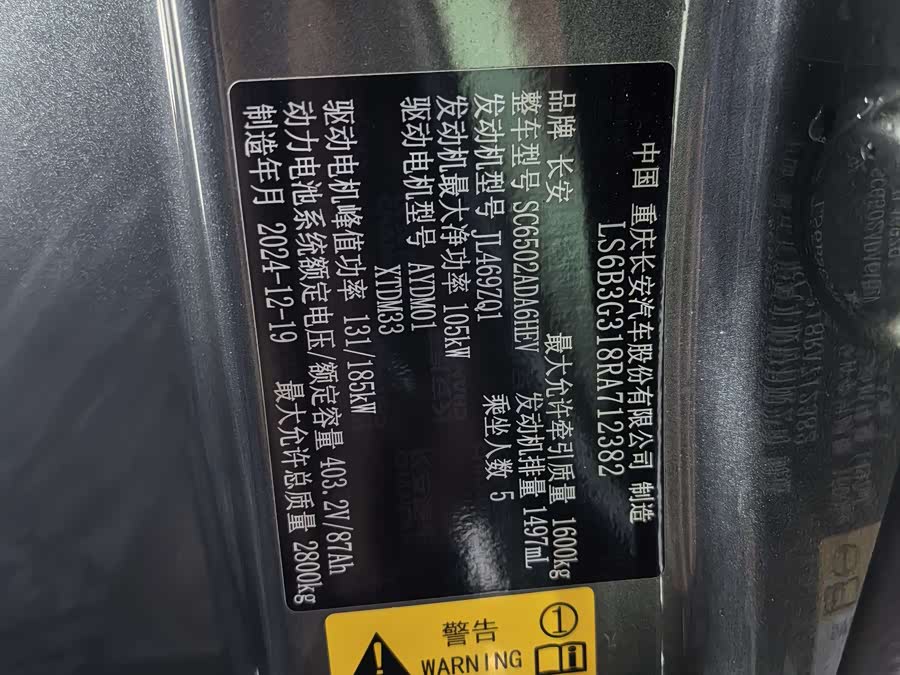 中国 重庆长安汽车股份有限公司 制造
LS6B3G318RA712382
品牌 长安 最大允许牵引质量 1600kg
整车型号 SC6502ADA6HEV 发动机排量 1497mL
发动机型号 JL469ZQ1 乘坐人数 5
发动机最大净功率 105kW
驱动电机型号 AYDM01
XTDM33
驱动电机峰值功率 131/185kW
动力电池系统额定电压/额定容量 403.2V/87Ah
制造年月 2024-12-19 最大允许总质量 2800kg
警告 ①
WARNING